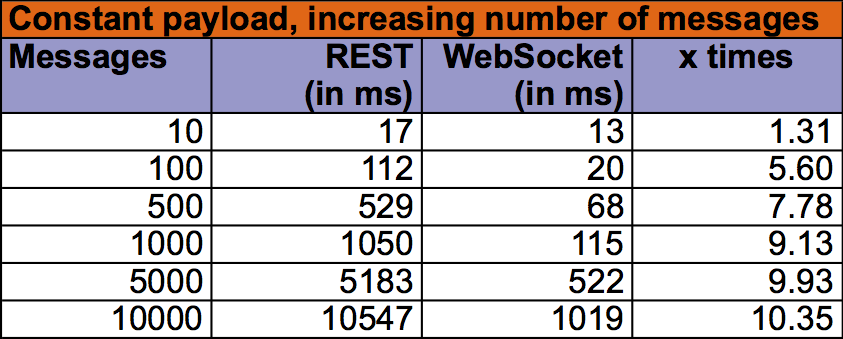 Constant payload, increasing number of messages
Messages REST (in ms) WebSocket (in ms) x times
10 17 13 1.31
100 112 20 5.60
500 529 68 7.78
1000 1050 115 9.13
5000 5183 522 9.93
10000 10547 1019 10.35